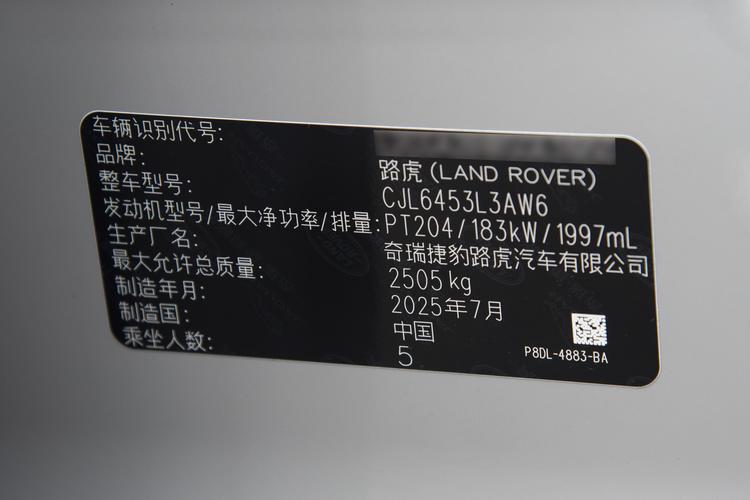 车辆识别代号:
品牌: 路虎 (LAND ROVER)
整车型号: CJL6453L3AW6
发动机型号/最大净功率/排量: PT204/183kW/1997mL
生产厂名: 奇瑞捷豹路虎汽车有限公司
最大允许总质量: 2505 kg
制造年月: 2025年7月
制造国: 中国
乘坐人数: 5
P8DL-4883-BA